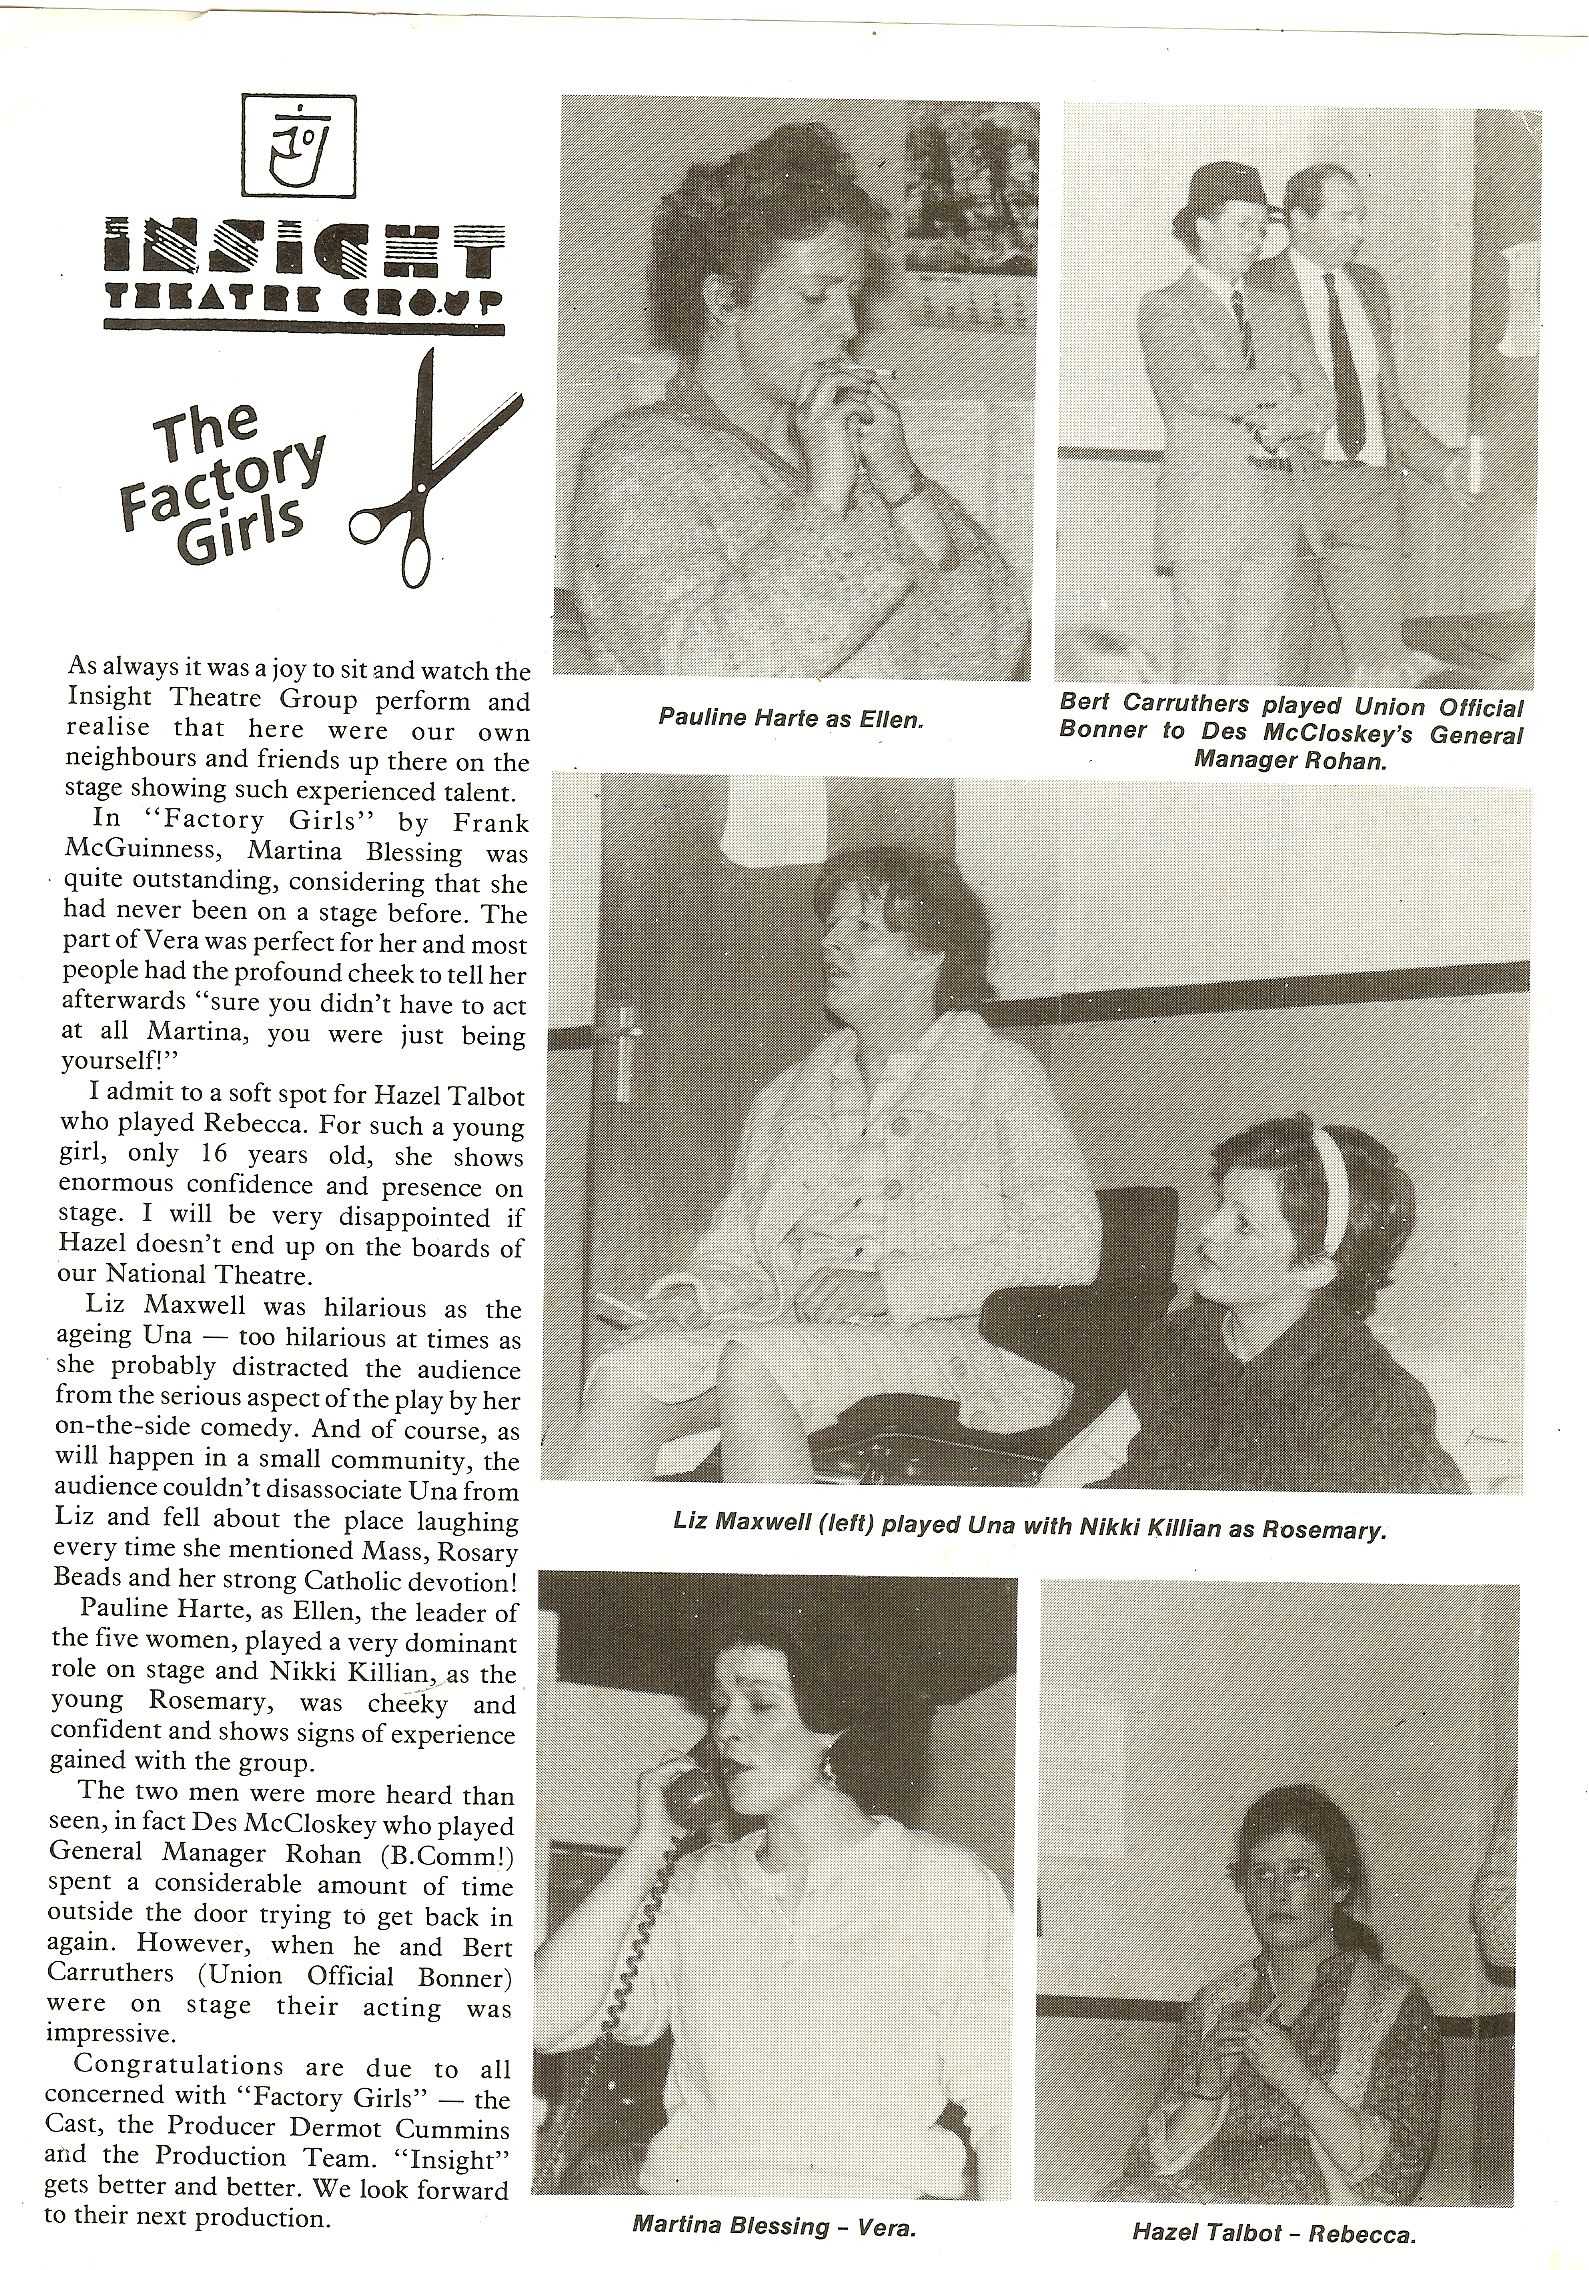 INSIGHT
THEATRE GROUP
The
Factory
Girls
As always it was a joy to sit and watch the
Insight Theatre Group perform and
realise that here were our own
neighbours and friends up there on the
stage showing such experienced talent.
In “Factory Girls” by Frank
McGuinness, Martina Blessing was
quite outstanding, considering that she
had never been on a stage before. The
part of Vera was perfect for her and most
people had the profound cheek to tell her
afterwards “sure you didn’t have to act
at all Martina, you were just being
yourself!”
I admit to a soft spot for Hazel Talbot
who played Rebecca. For such a young
girl, only 16 years old, she shows
enormous confidence and presence on
stage. I will be very disappointed if
Hazel doesn’t end up on the boards of
our National Theatre.
Liz Maxwell was hilarious as the
ageing Una — too hilarious at times as
she probably distracted the audience
from the serious aspect of the play by her
on-the-side comedy. And of course, as
will happen in a small community, the
audience couldn’t disassociate Una from
Liz and fell about the place laughing
every time she mentioned Mass, Rosary
Beads and her strong Catholic devotion!
Pauline Harte, as Ellen, the leader of
the five women, played a very dominant
role on stage and Nikki Killian, as the
young Rosemary, was cheeky and
confident and shows signs of experience
gained with the group.
The two men were more heard than
seen, in fact Des McCloskey who played
General Manager Rohan (B.Comm!)
spent a considerable amount of time
outside the door trying to get back in
again. However, when he and Bert
Carruthers (Union Official Bonner)
were on stage their acting was
impressive.
Congratulations are due to all
concerned with “Factory Girls” — the
Cast, the Producer Dermot Cummins
and the Production Team. “Insight”
gets better and better. We look forward
to their next production.
Pauline Harte as Ellen.
Bert Carruthers played Union Official
Bonner to Des McCloskey’s General
Manager Rohan.
Liz Maxwell (left) played Una with Nikki Killian as Rosemary.
Martina Blessing – Vera.
Hazel Talbot – Rebecca.